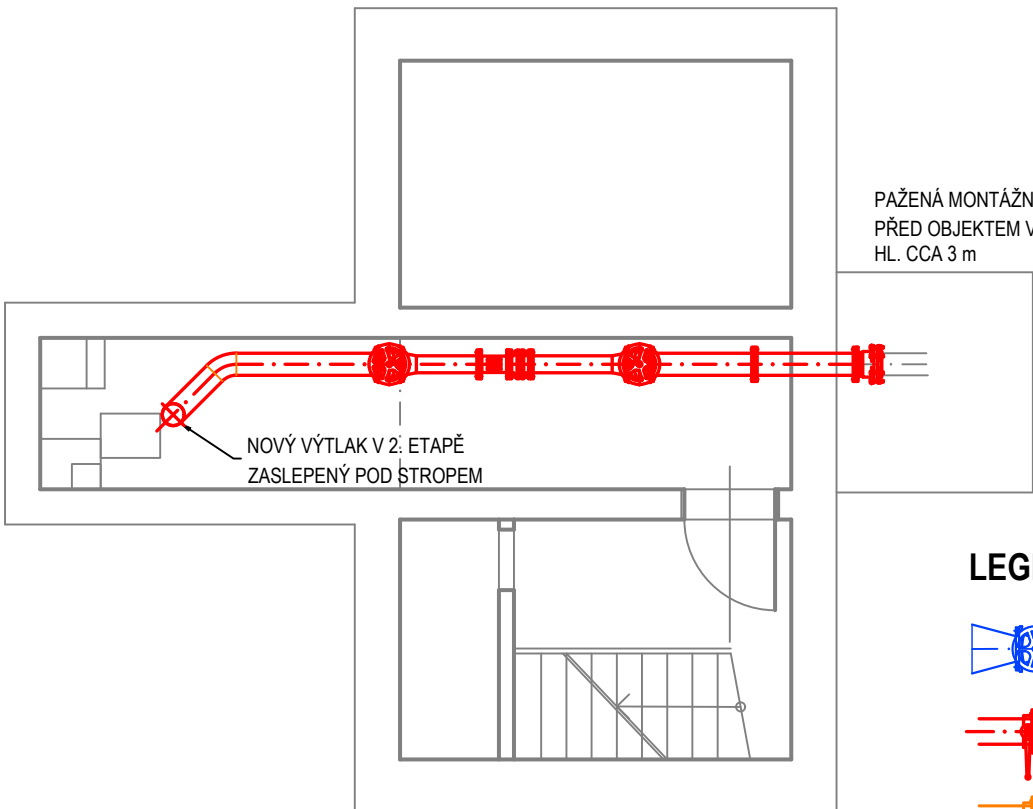 PAŽENÁ MONTÁŽN
PŘED OBJEKTEM V
HL. CCA 3 m
NOVÝ VÝTLAK V 2. ETAPĚ
ZASLEPENÝ POD STROPEM
LEG